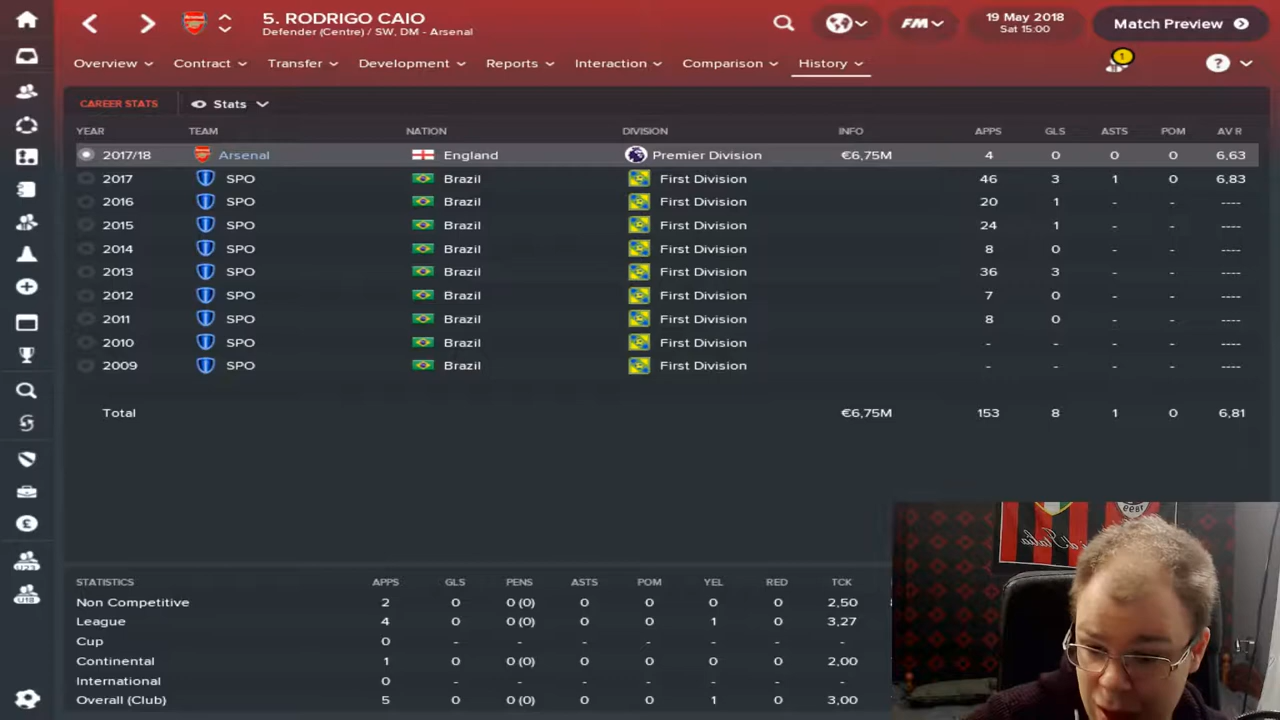 5. RODRIGO CAIO
Defender (Centre) / SW, DM - Arsenal
FM
19 May 2018
Sat 15:00
Match Preview
Overview Contract Transfer Development Reports Interaction Comparison History
1
?
CAREER STATS Stats
YEAR TEAM NATION DIVISION INFO APPS GLS ASTS POM AV R
2017/18 Arsenal England Premier Division €6,75M 4 0 0 0 6,63
2017 SPO Brazil First Division 46 3 1 0 6,83
2016 SPO Brazil First Division 20 1 - - ----
2015 SPO Brazil First Division 24 1 - - ----
2014 SPO Brazil First Division 8 0 - - ----
2013 SPO Brazil First Division 36 3 - - ----
2012 SPO Brazil First Division 7 0 - - ----
2011 SPO Brazil First Division 8 0 - - ----
2010 SPO Brazil First Division - - - - ----
2009 SPO Brazil First Division - - - - ----
Total €6,75M 153 8 1 0 6,81
STATISTICS APPS GLS PENS ASTS POM YEL RED TCK
Non Competitive 2 0 0 (0) 0 0 0 0 2,50
League 4 0 0 (0) 0 0 1 0 3,27
Cup 0 - - - - - - -
Continental 1 0 0 (0) 0 0 0 0 2,00
International 0 - - - - - - -
Overall (Club) 5 0 0 (0) 0 0 1 0 3,00
U23
U18